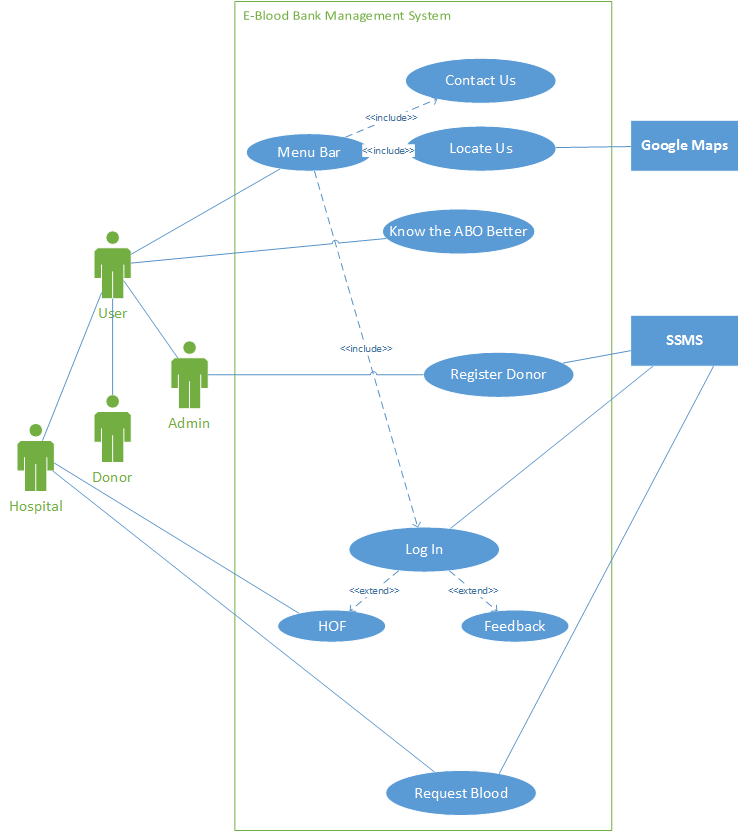 E-Blood Bank Management System
Contact Us
<<include>>
Menu Bar
<<include>>
Locate Us
Google Maps
Know the ABO Better
User
<<include>>
SSMS
Register Donor
Admin
Donor
Hospital
Log In
<<extend>>
<<extend>>
HOF
Feedback
Request Blood